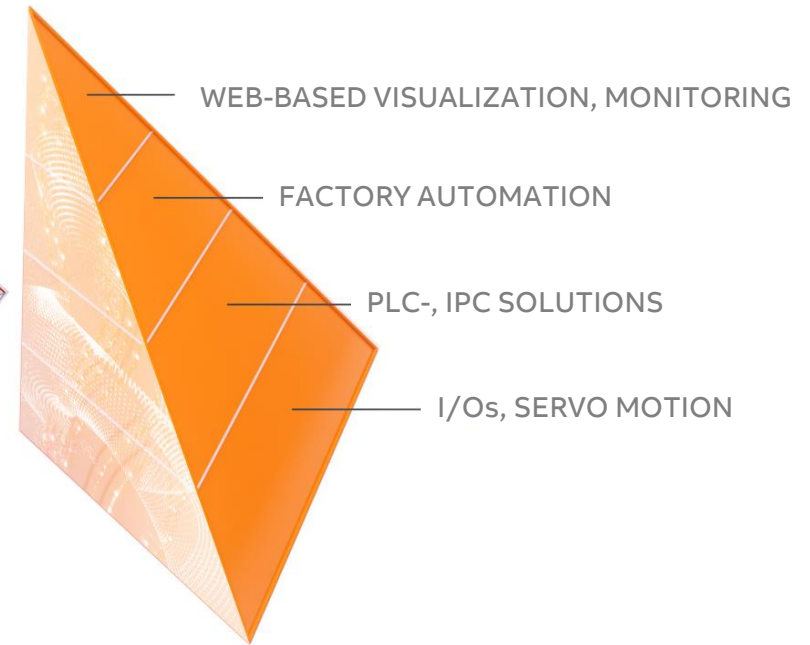 WEB-BASED VISUALIZATION, MONITORING
FACTORY AUTOMATION
PLC-, IPC SOLUTIONS
I/Os, SERVO MOTION